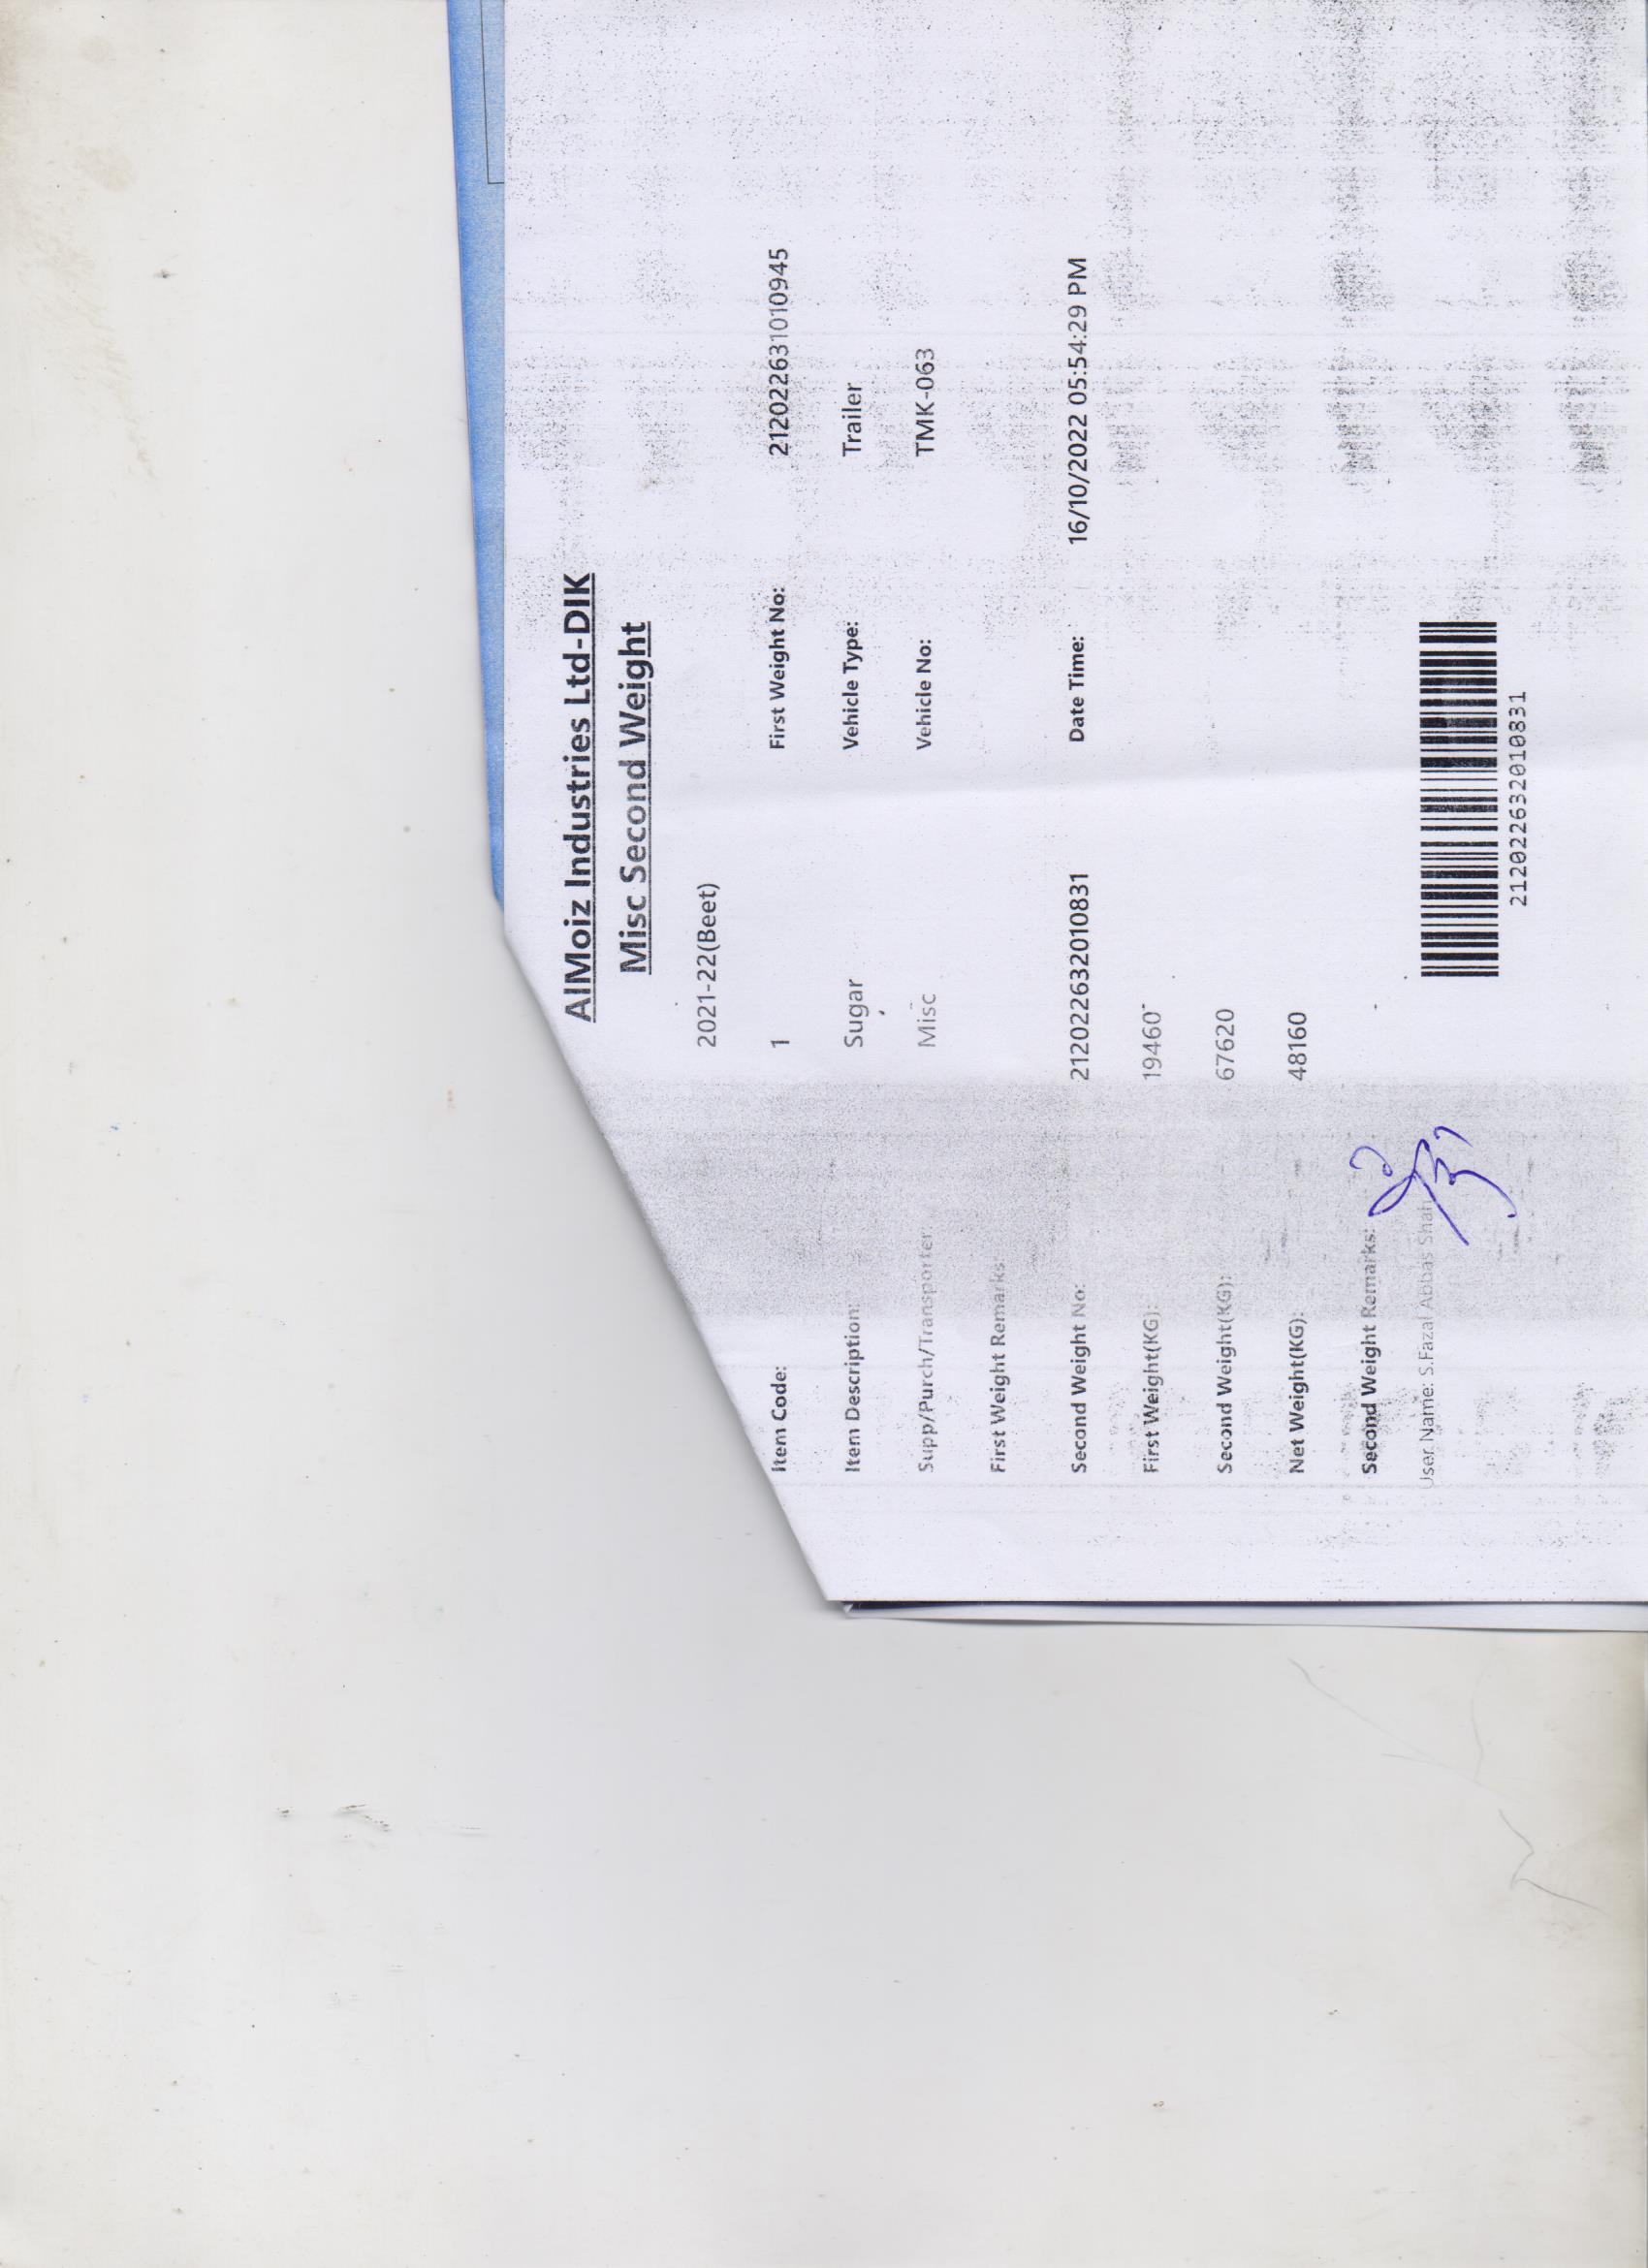 AlMoiz Industries Ltd-DIK
Misc Second Weight
2021-22(Beet)
Item Code: 1 First Weight No: 212022631010945
Item Description: Sugar Vehicle Type: Trailer
Supp/Purch/Transporter Misc Vehicle No: TMK-063
First Weight Remarks:
Second Weight No: 212022632010831 Date Time: 16/10/2022 05:54:29 PM
First Weight(KG): 19460
Second Weight(KG): 67620
Net Weight(KG): 48160
Second Weight Remarks:
User Name: S.Fazal Abbas Shah
212022632010831